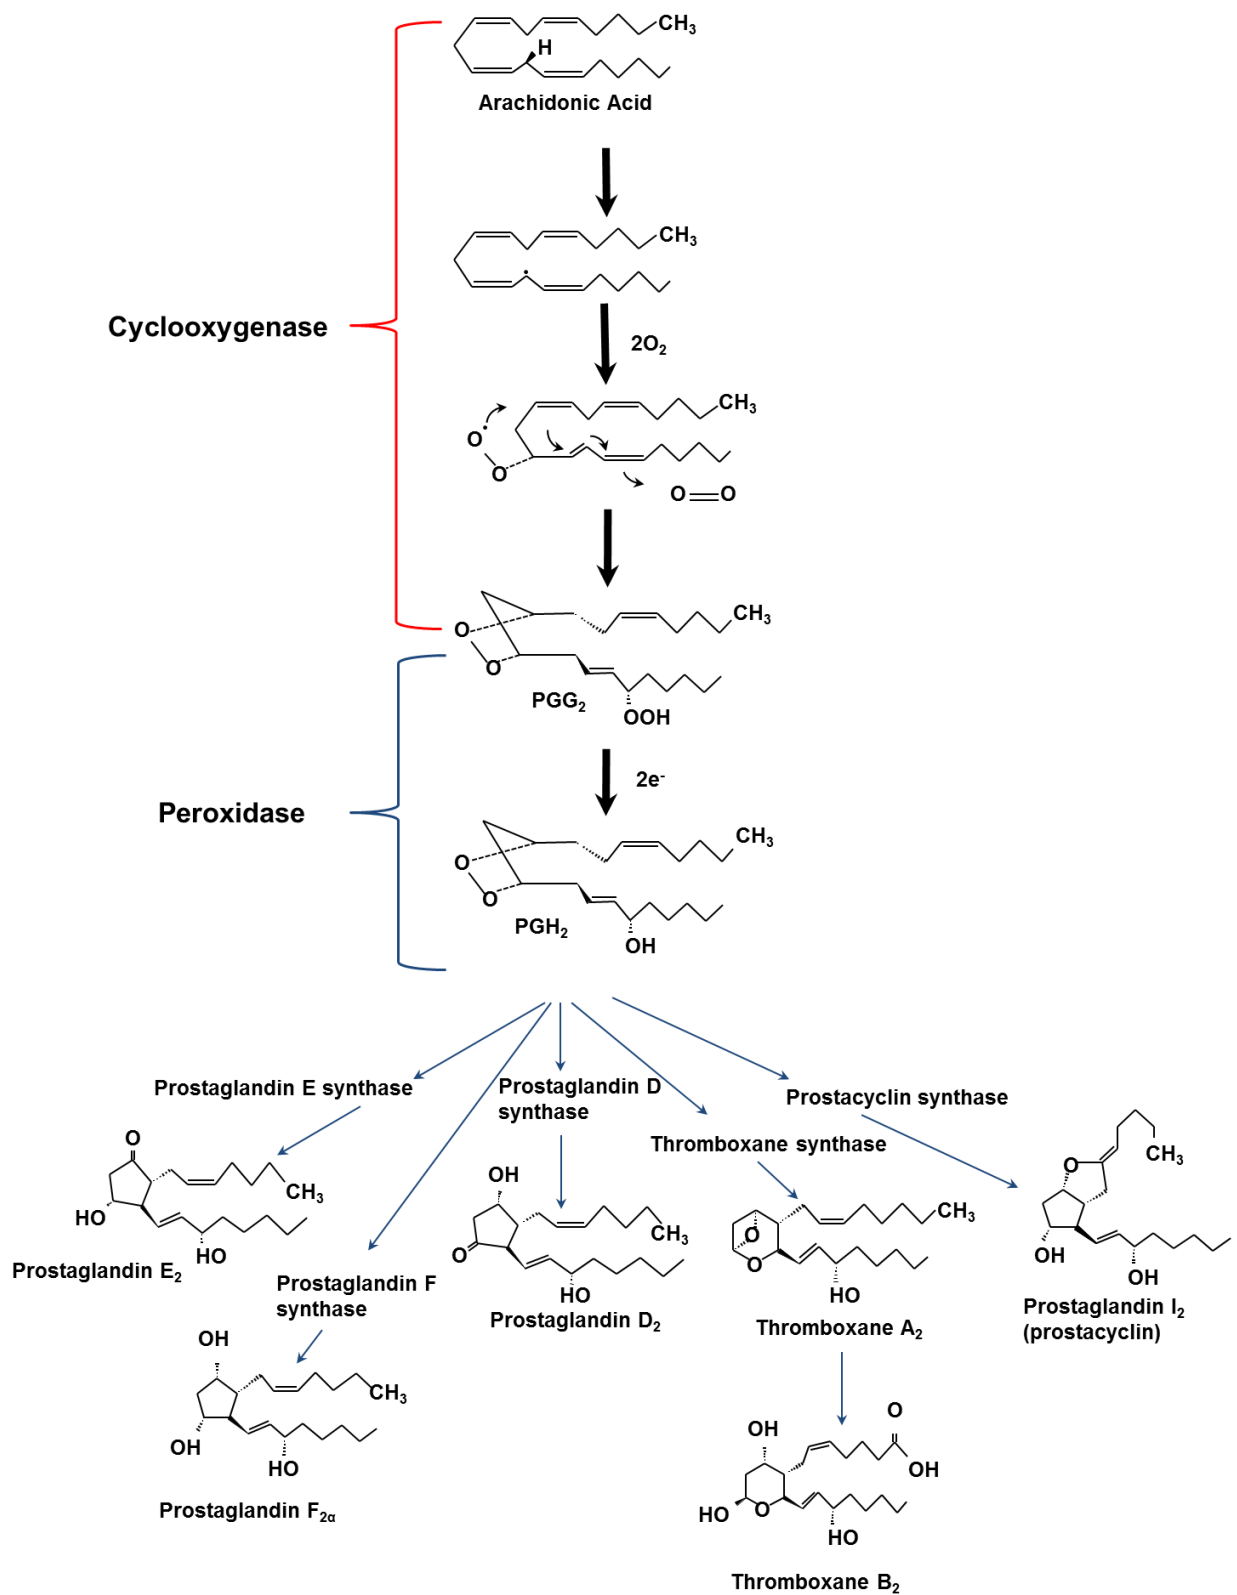 CH₃
H
Arachidonic Acid
CH₃
Cyclooxygenase
2O₂
CH₃
O
O
O O
CH₃
O
O
PGG₂
OOH
2e⁻
Peroxidase
CH₃
O
O
PGH₂
OH
Prostaglandin E synthase
Prostaglandin D
synthase
Prostacyclin synthase
Thromboxane synthase
O
CH₃
HO
HO
Prostaglandin E₂
OH
CH₃
O
HO
Prostaglandin D₂
CH₃
O
O
HO
Thromboxane A₂
O
CH₃
OH
OH
Prostaglandin I₂
(prostacyclin)
Prostaglandin F
synthase
OH
CH₃
OH
HO
Prostaglandin F₂α
O
OH
OH
HO
O
HO
Thromboxane B₂